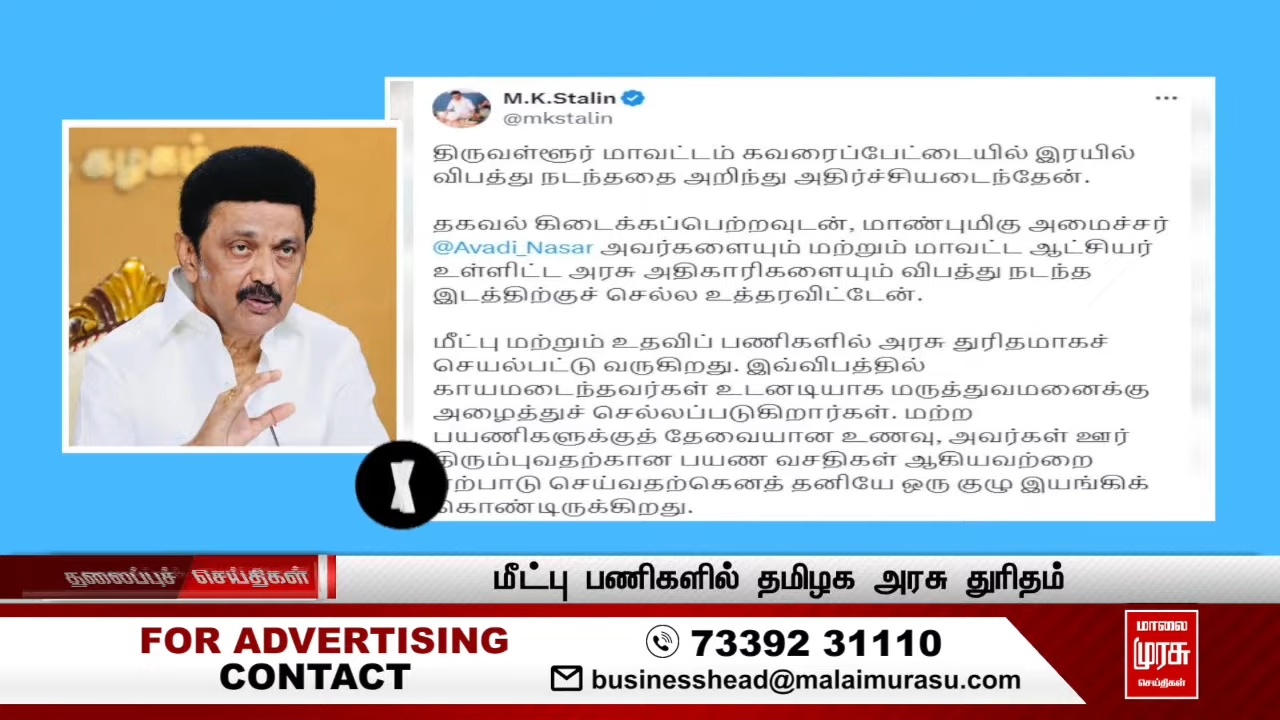 கழகம்
M.K.Stalin
@mkstalin
திருவள்ளூர் மாவட்டம் கவரைப்பேட்டையில் இரயில்
விபத்து நடந்ததை அறிந்து அதிர்ச்சியடைந்தேன்.
தகவல் கிடைக்கப்பெற்றவுடன், மாண்புமிகு அமைச்சர்
@Avadi_Nasar அவர்களையும் மற்றும் மாவட்ட ஆட்சியர்
உள்ளிட்ட அரசு அதிகாரிகளையும் விபத்து நடந்த
இடத்திற்குச் செல்ல உத்தரவிட்டேன்.
மீட்பு மற்றும் உதவிப் பணிகளில் அரசு துரிதமாகச்
செயல்பட்டு வருகிறது. இவ்விபத்தில்
காயமடைந்தவர்கள் உடனடியாக மருத்துவமனைக்கு
அழைத்துச் செல்லப்படுகிறார்கள். மற்ற
பயணிகளுக்குத் தேவையான உணவு, அவர்கள் ஊர்
திரும்புவதற்கான பயண வசதிகள் ஆகியவற்றை
ஏற்பாடு செய்வதற்கெனத் தனியே ஒரு குழு இயங்கிக்
கொண்டிருக்கிறது.
தலைப்புச் செய்திகள்
மீட்பு பணிகளில் தமிழக அரசு துரிதம்
FOR ADVERTISING
CONTACT
73392 31110
businesshead@malaimurasu.com
மாலை
முரசு
செய்திகள்